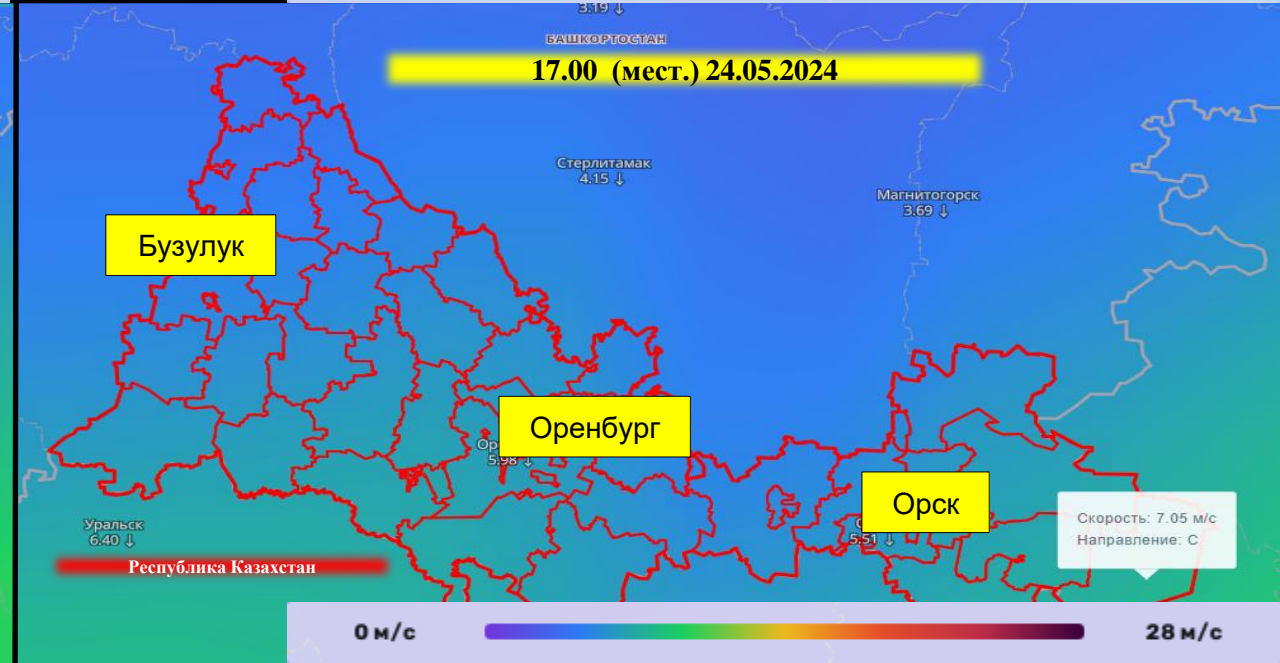 3.19 ↓
БАШКОРТОСТАН
17.00 (мест.) 24.05.2024
Стерлитамак
4.15 ↓
Магнитогорск
3.69 ↓
Бузулук
Оренбург
5.98 ↓
Орск
5.51 ↓
Скорость: 7.05 м/с
Направление: С
Уральск
6.40 ↓
Республика Казахстан
0 м/с
28 м/с